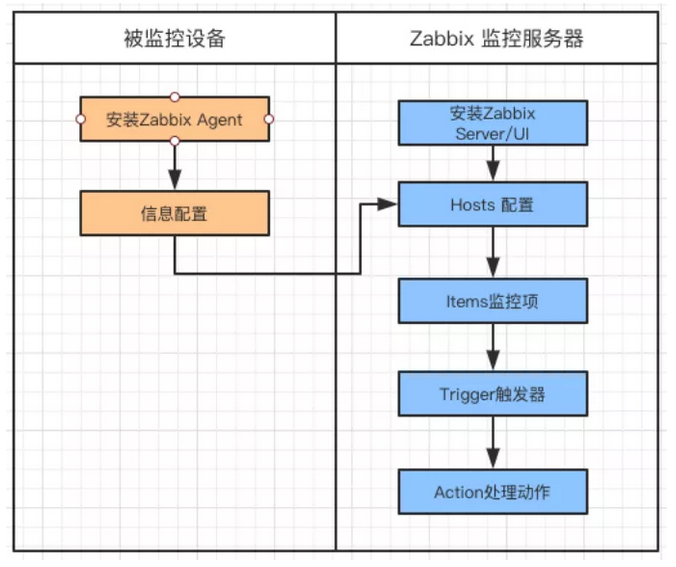 被监控设备
Zabbix 监控服务器
安装Zabbix Agent
信息配置
安装Zabbix
Server/UI
Hosts 配置
Items监控项
Trigger触发器
Action处理动作